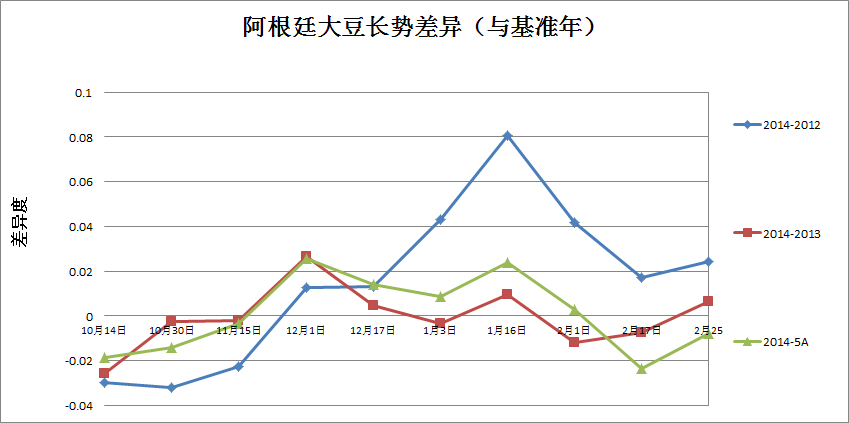 阿根廷大豆长势差异（与基准年）
差异度
0.1
0.08
0.06
0.04
0.02
0
-0.02
-0.04
10月14日
10月30日
11月15日
12月1日
12月17日
1月3日
1月16日
2月1日
2月17日
2月25
2014-2012
2014-2013
2014-5A